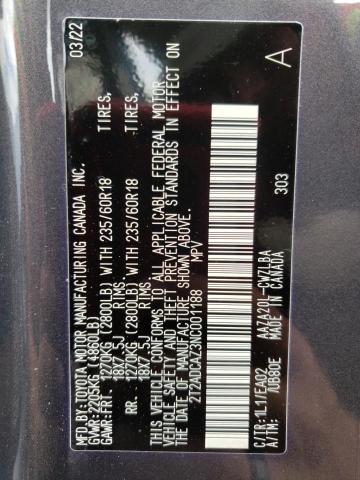 MFD.BY:TOYOTA MOTOR MANUFACTURING CANADA INC. 03/22
GVWR:2205KG (4860LB)
GAWR:FRT. 1270KG (2800LB) WITH 235/60R18 TIRES,
18X7.5J RIMS.
RR. 1270KG (2800LB) WITH 235/60R18 TIRES,
18X7.5J RIMS.
THIS VEHICLE CONFORMS TO ALL APPLICABLE FEDERAL MOTOR
VEHICLE SAFETY AND THEFT PREVENTION STANDARDS IN EFFECT ON
THE DATE OF MANUFACTURE SHOWN ABOVE.
2T2ADCAZ3NC001188 MPV
A
C/TR:1L1/EA02 AAZA20L-CWZLBA 303
A/TM: /UB80E MADE IN CANADA